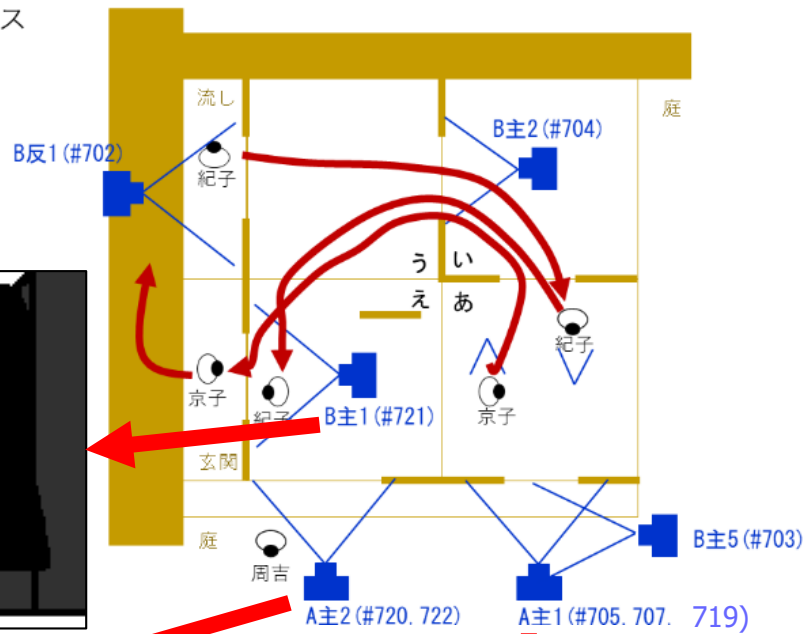 ス
流し
庭
B主2(#704)
B反1(#702)
紀子
う い
え あ
紀子
京子
紀子
B主1(#721)
京子
玄関
庭
B主5(#703)
周吉
A主2(#720. 722)
A主1(#705. 707. 719)